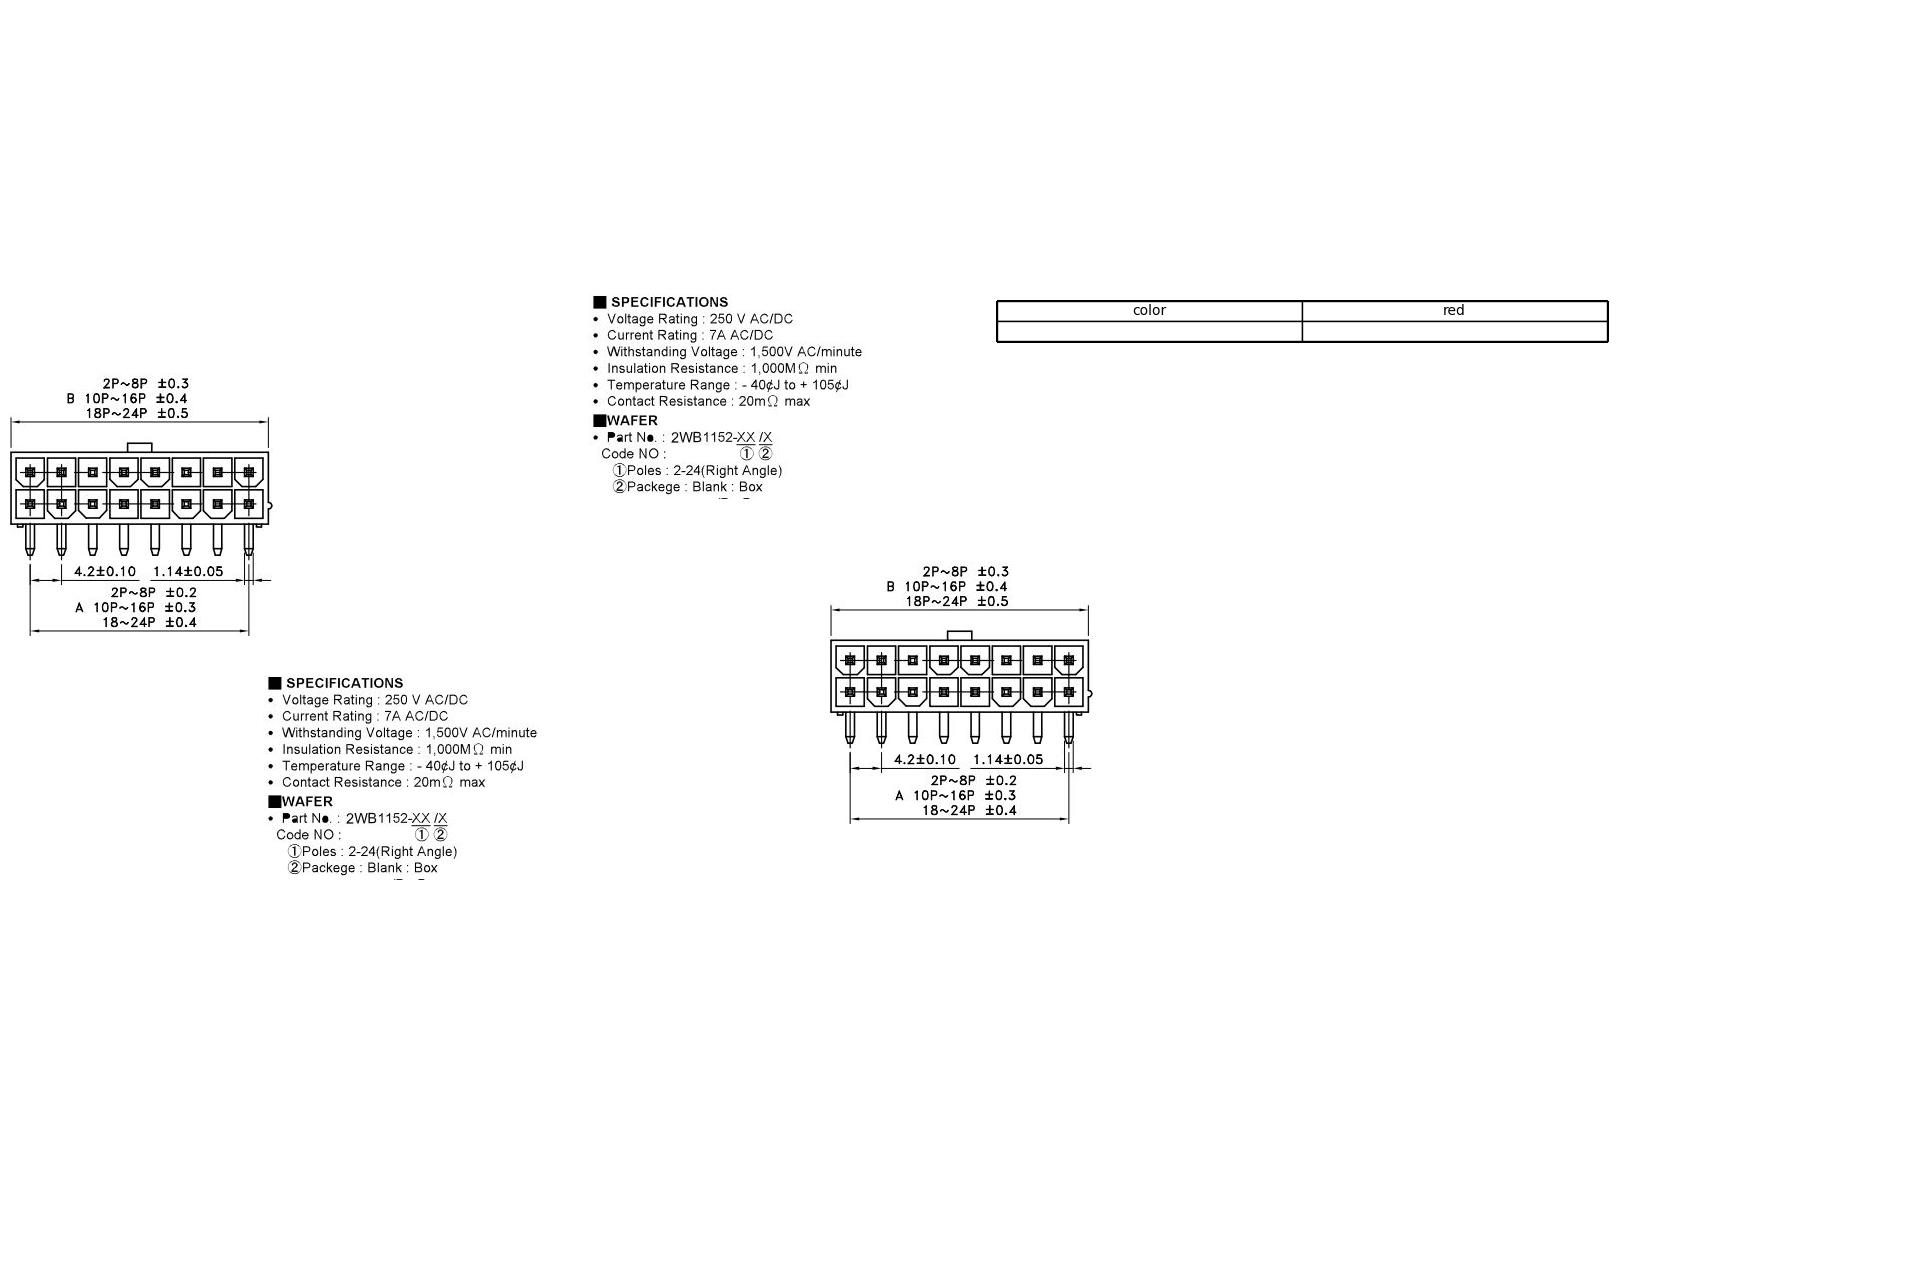 ■ SPECIFICATIONS
• Voltage Rating : 250 V AC/DC
• Current Rating : 7A AC/DC
• Withstanding Voltage : 1,500V AC/minute
• Insulation Resistance : 1,000MΩ min
• Temperature Range : - 40¢J to + 105¢J
• Contact Resistance : 20mΩ max
■WAFER
• Part No. : 2WB1152-XX /X
Code NO : ① ②
①Poles : 2-24(Right Angle)
②Packege : Blank : Box
color red
2P~8P ±0.3
B 10P~16P ±0.4
18P~24P ±0.5
4.2±0.10 1.14±0.05
2P~8P ±0.2
A 10P~16P ±0.3
18~24P ±0.4
2P~8P ±0.3
B 10P~16P ±0.4
18P~24P ±0.5
4.2±0.10 1.14±0.05
2P~8P ±0.2
A 10P~16P ±0.3
18~24P ±0.4
■ SPECIFICATIONS
• Voltage Rating : 250 V AC/DC
• Current Rating : 7A AC/DC
• Withstanding Voltage : 1,500V AC/minute
• Insulation Resistance : 1,000MΩ min
• Temperature Range : - 40¢J to + 105¢J
• Contact Resistance : 20mΩ max
■WAFER
• Part No. : 2WB1152-XX /X
Code NO : ① ②
①Poles : 2-24(Right Angle)
②Packege : Blank : Box